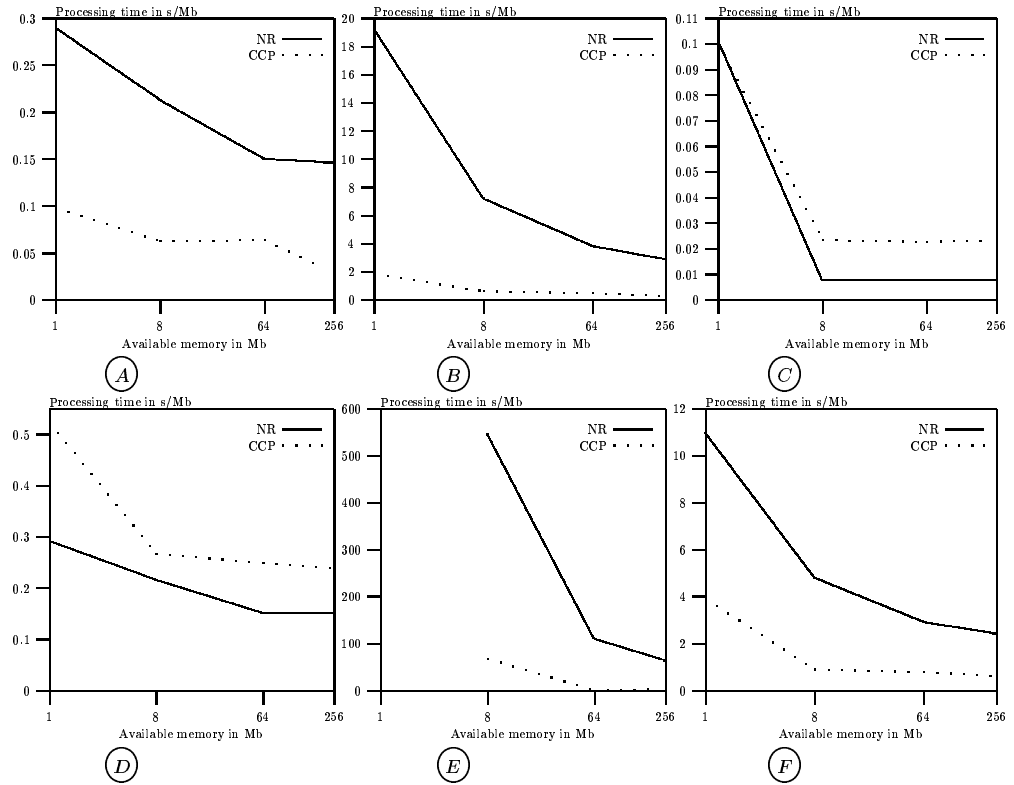 Processing time in s/Mb
0.3
0.25
0.2
0.15
0.1
0.05
0
NR
CCP
1 8 64 256
Available memory in Mb
A
Processing time in s/Mb
20
18
16
14
12
10
8
6
4
2
0
NR
CCP
1 8 64 256
Available memory in Mb
B
Processing time in s/Mb
0.11
0.1
0.09
0.08
0.07
0.06
0.05
0.04
0.03
0.02
0.01
0
NR
CCP
1 8 64 256
Available memory in Mb
C
Processing time in s/Mb
0.5
0.4
0.3
0.2
0.1
0
NR
CCP
1 8 64 256
Available memory in Mb
D
Processing time in s/Mb
600
500
400
300
200
100
0
NR
CCP
1 8 64 256
Available memory in Mb
E
Processing time in s/Mb
12
10
8
6
4
2
0
NR
CCP
1 8 64 256
Available memory in Mb
F